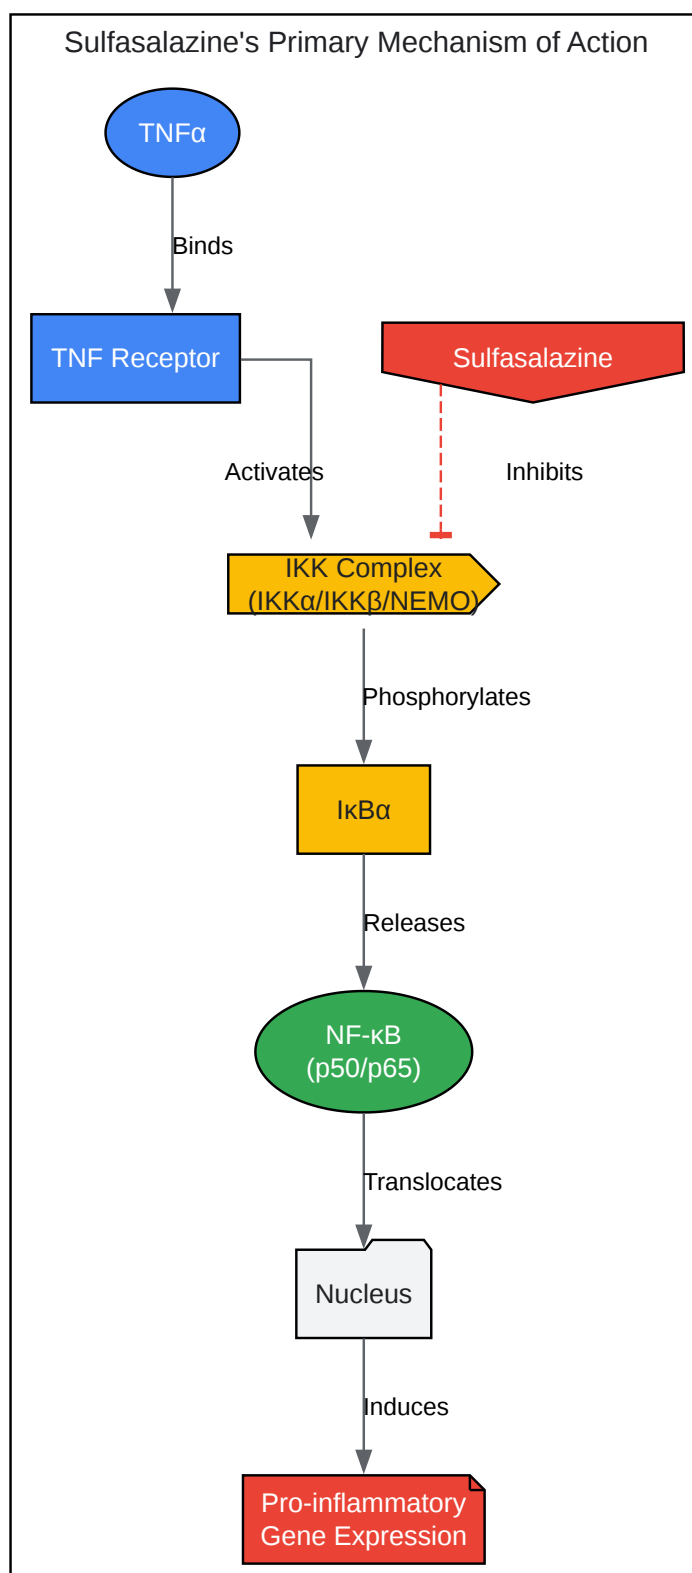 Sulfasalazine's Primary Mechanism of Action
TNFα
Binds
TNF Receptor
Sulfasalazine
Activates
Inhibits
IKK Complex
(IKKα/IKKβ/NEMO)
Phosphorylates
IκBα
Releases
NF-κB
(p50/p65)
Translocates
Nucleus
Induces
Pro-inflammatory
Gene Expression